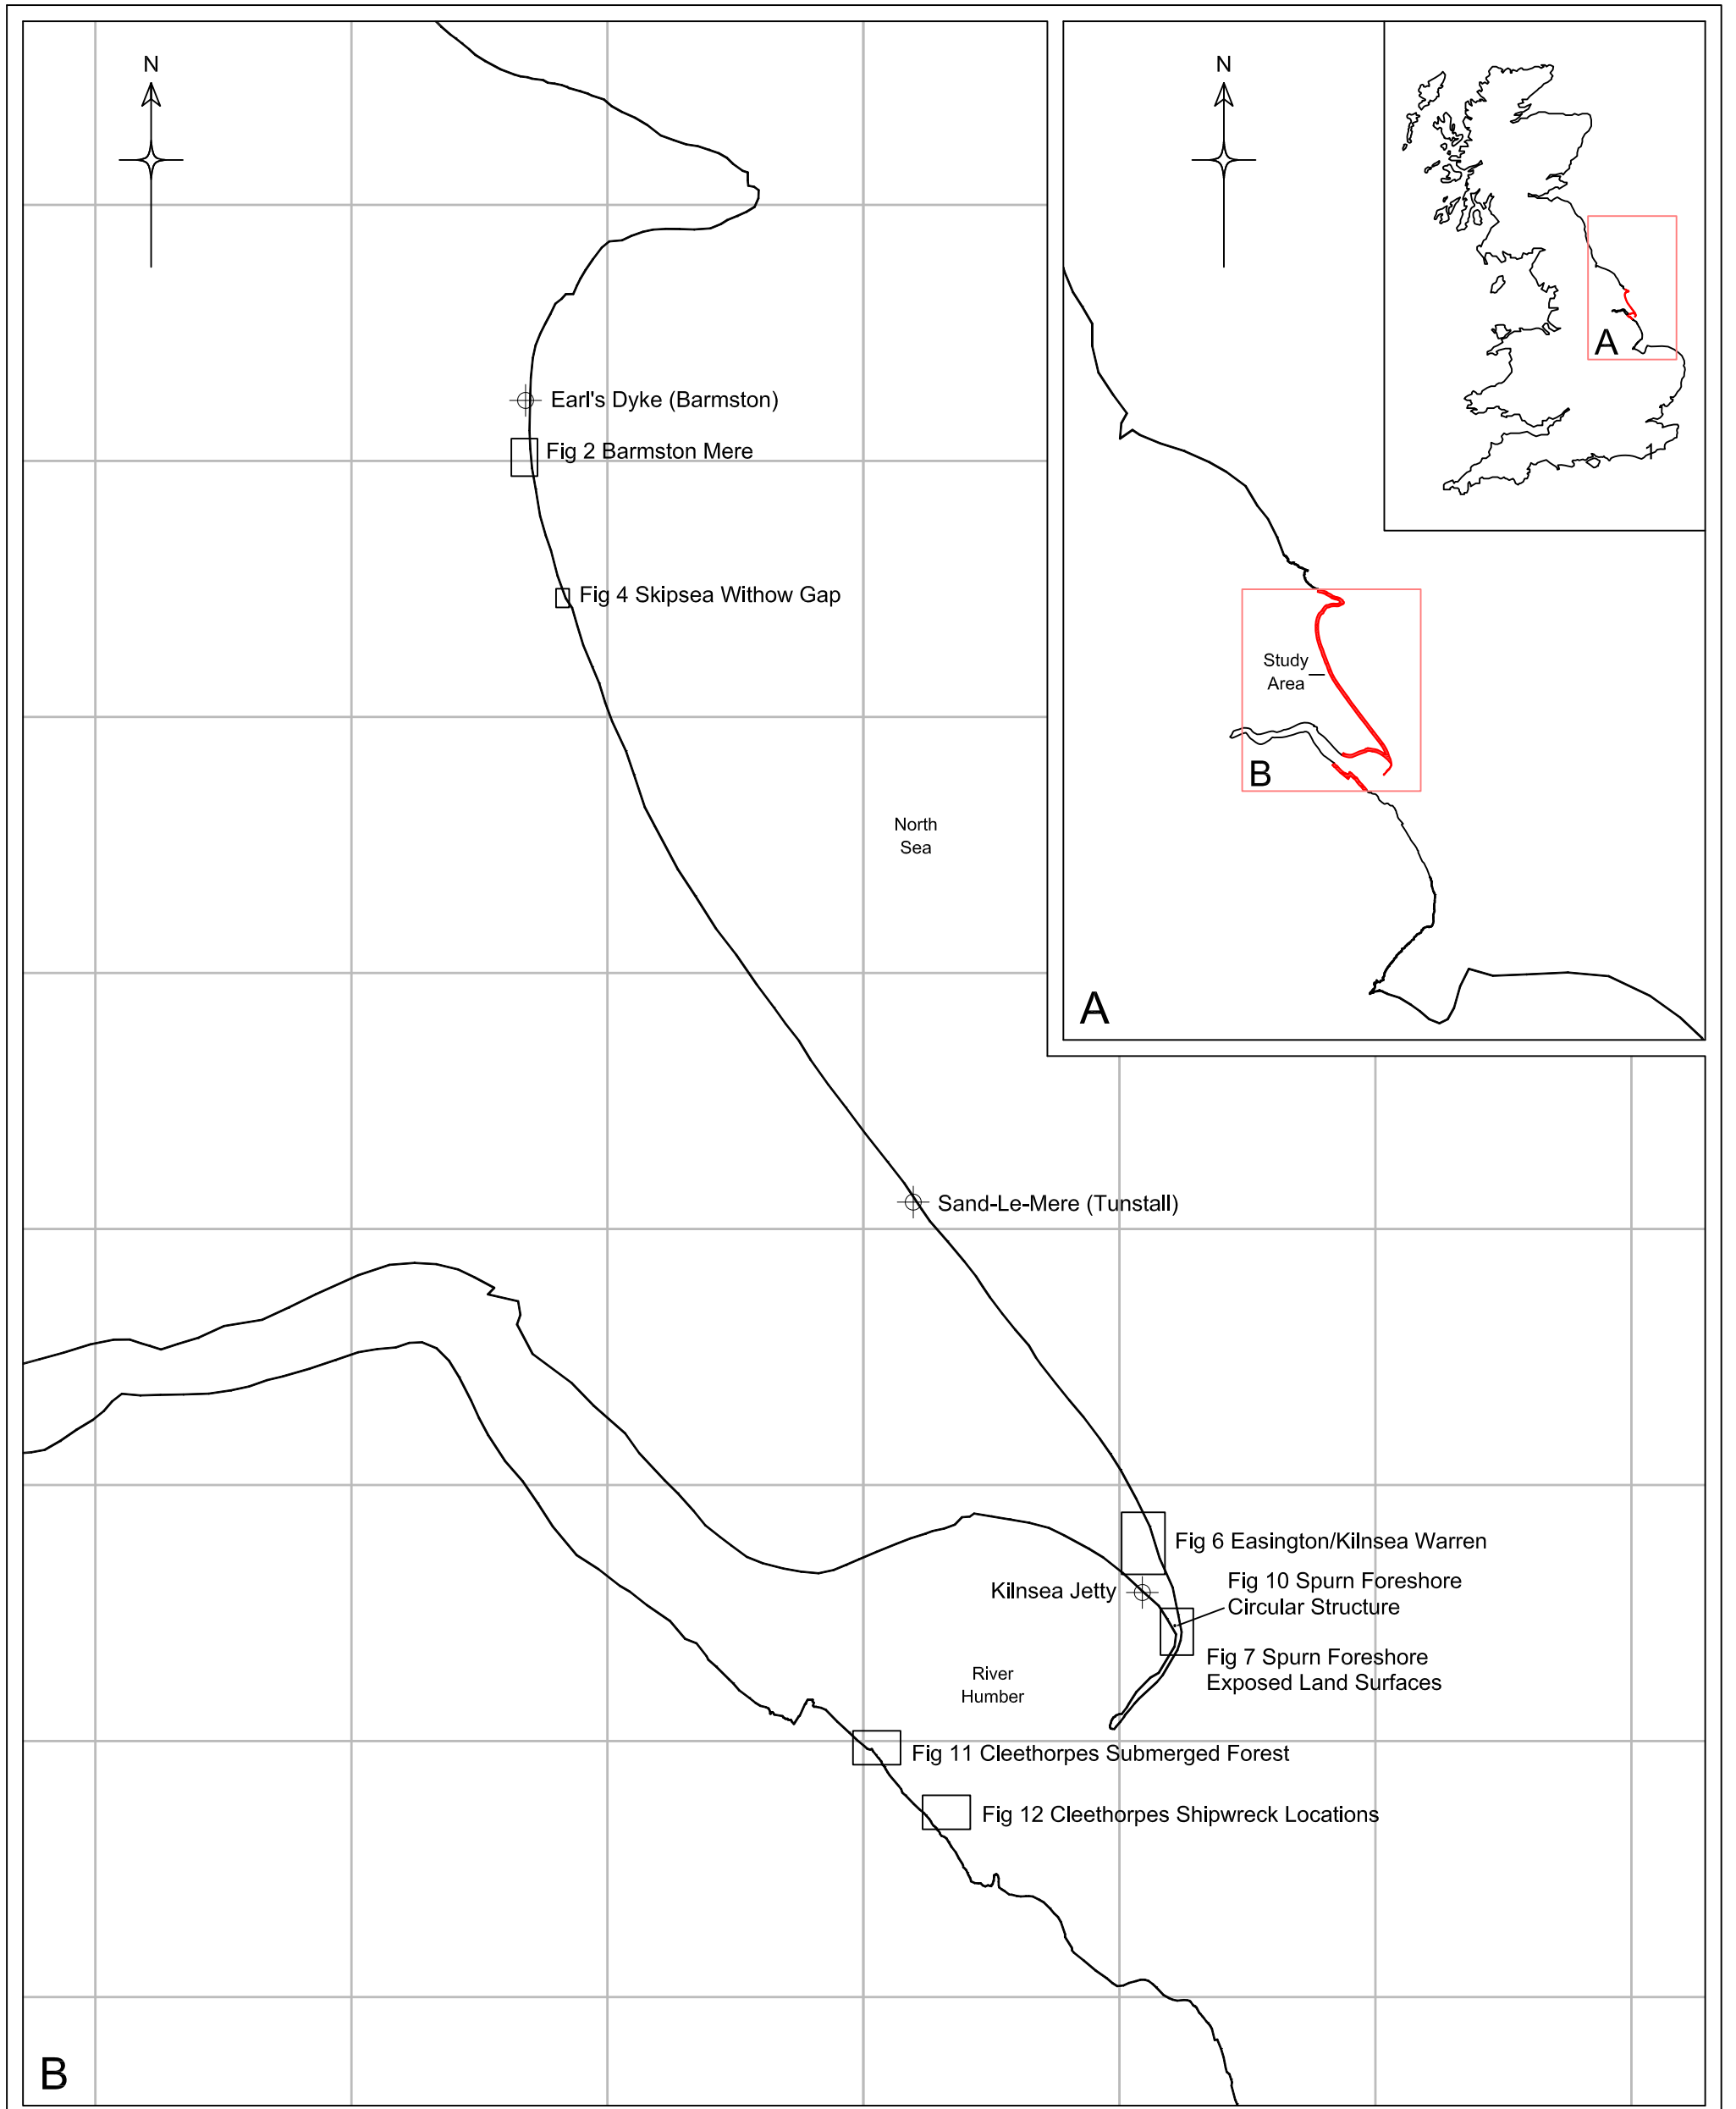 N
Earl's Dyke (Barmston)
Fig 2 Barmston Mere
Fig 4 Skipsea Withow Gap
North
Sea
Sand-Le-Mere (Tunstall)
Fig 6 Easington/Kilnsea Warren
Kilnsea Jetty
Fig 10 Spurn Foreshore
Circular Structure
Fig 7 Spurn Foreshore
Exposed Land Surfaces
River
Humber
Fig 11 Cleethorpes Submerged Forest
Fig 12 Cleethorpes Shipwreck Locations
B
N
Study
Area
B
A
A
1